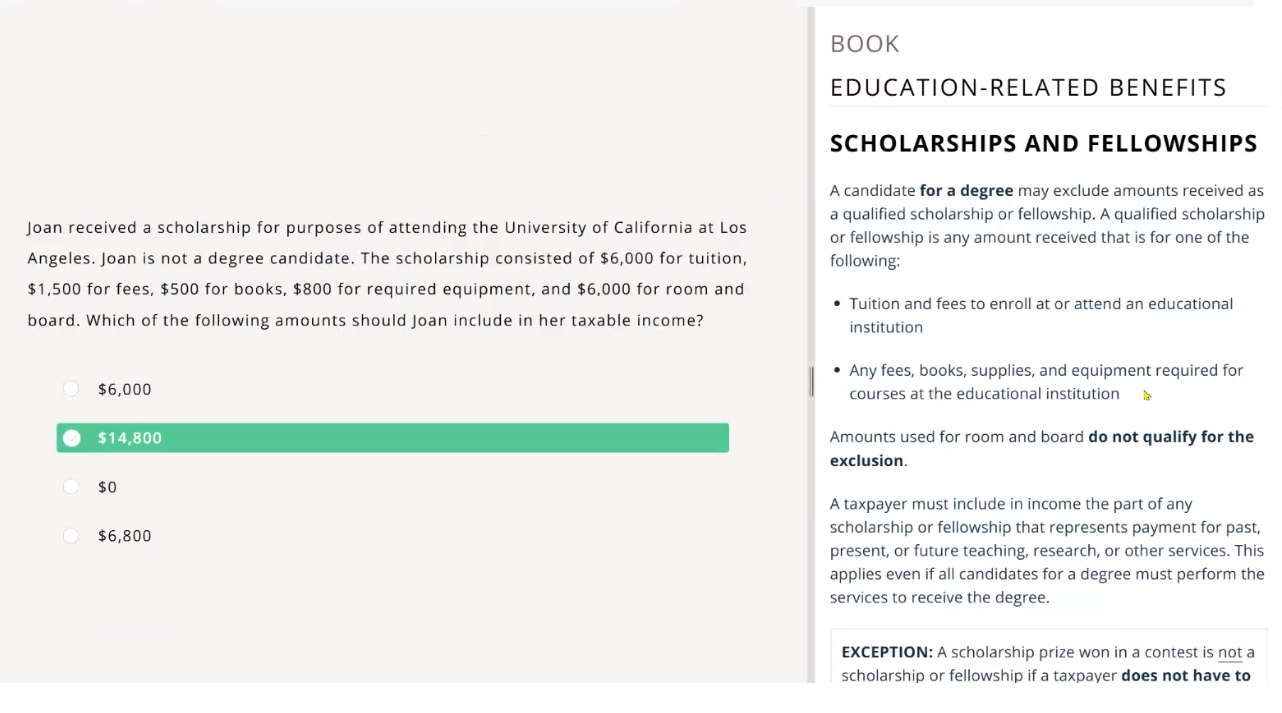 Joan received a scholarship for purposes of attending the University of California at Los
Angeles. Joan is not a degree candidate. The scholarship consisted of $6,000 for tuition,
$1,500 for fees, $500 for books, $800 for required equipment, and $6,000 for room and
board. Which of the following amounts should Joan include in her taxable income?
$6,000
$14,800
$0
$6,800
BOOK
EDUCATION-RELATED BENEFITS
SCHOLARSHIPS AND FELLOWSHIPS
A candidate for a degree may exclude amounts received as
a qualified scholarship or fellowship. A qualified scholarship
or fellowship is any amount received that is for one of the
following:
• Tuition and fees to enroll at or attend an educational
institution
• Any fees, books, supplies, and equipment required for
courses at the educational institution
Amounts used for room and board do not qualify for the
exclusion.
A taxpayer must include in income the part of any
scholarship or fellowship that represents payment for past,
present, or future teaching, research, or other services. This
applies even if all candidates for a degree must perform the
services to receive the degree.
EXCEPTION: A scholarship prize won in a contest is not a
scholarship or fellowship if a taxpayer does not have to